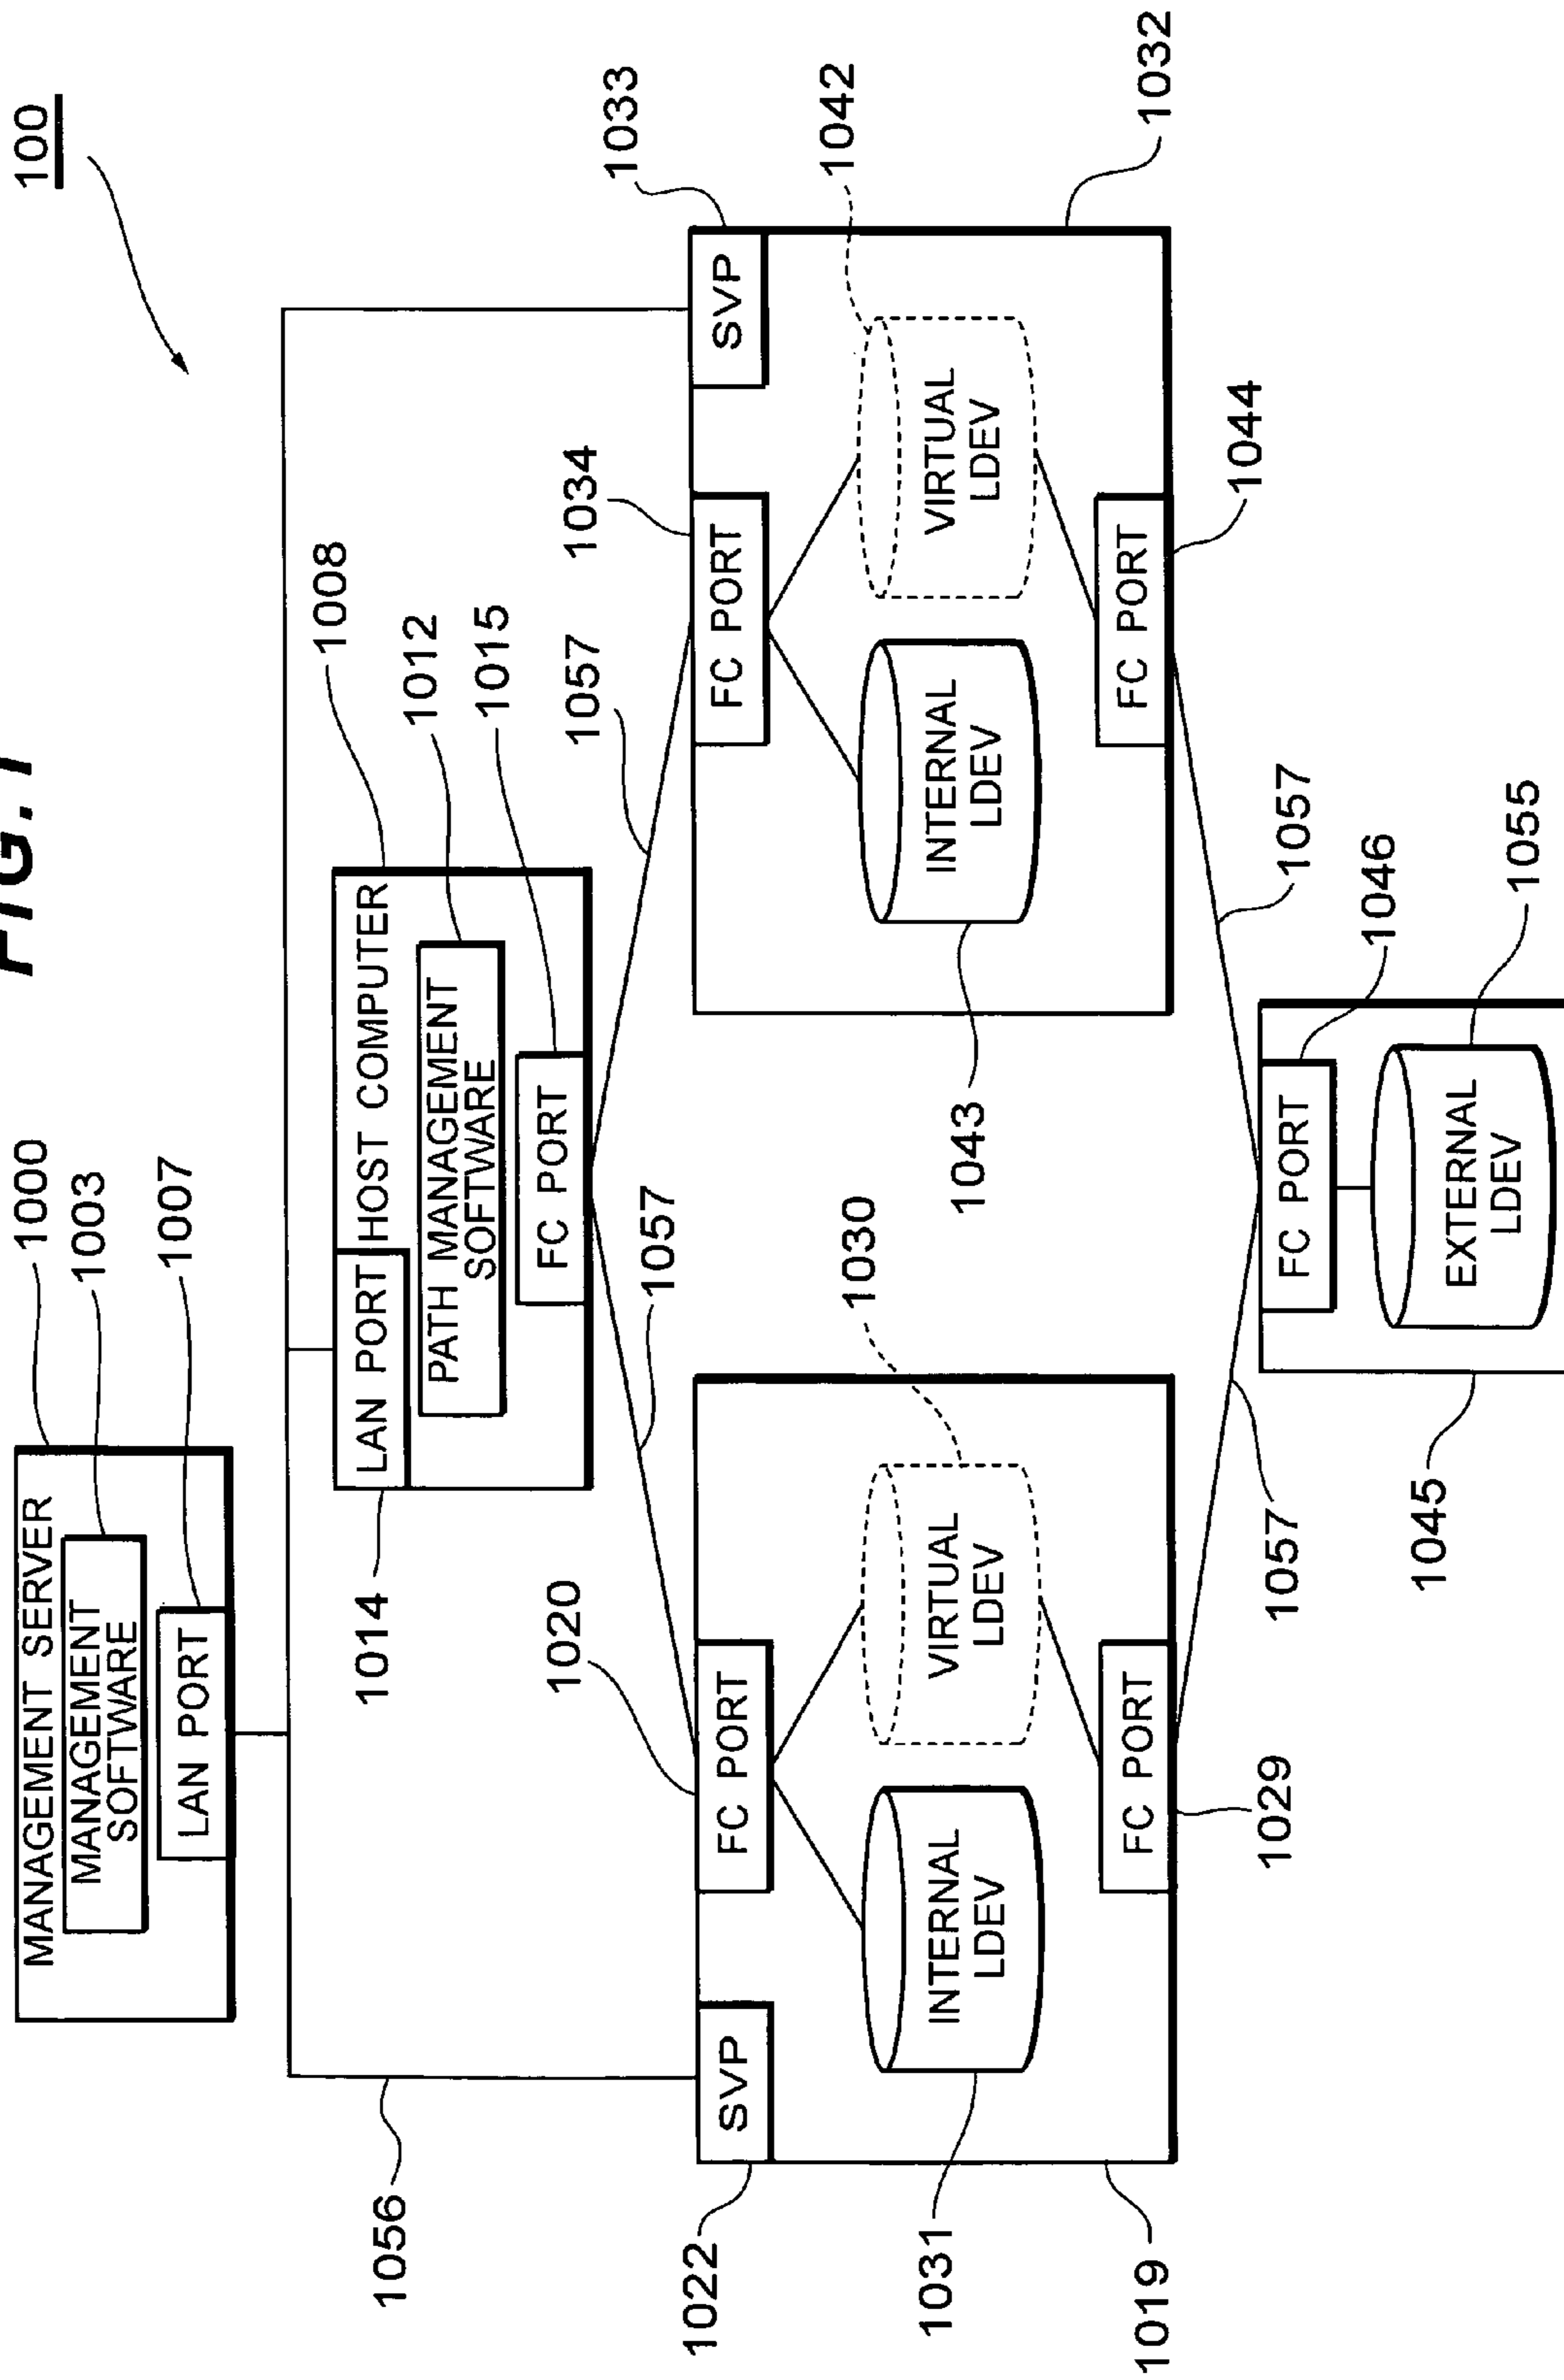 FIG.1
100
MANAGEMENT SERVER
1000
MANAGEMENT
SOFTWARE
1003
LAN PORT
1007
1056
1014
LAN PORT
HOST COMPUTER
1008
PATH MANAGEMENT
SOFTWARE
1012
FC PORT
1015
1057
1057
1022
SVP
1020
FC PORT
1034
FC PORT
SVP
1033
1031
INTERNAL
LDEV
VIRTUAL
LDEV
1030
1043
INTERNAL
LDEV
VIRTUAL
LDEV
1042
1019
FC PORT
1029
FC PORT
1044
1032
1057
1057
1045
FC PORT
1046
EXTERNAL
LDEV
1055